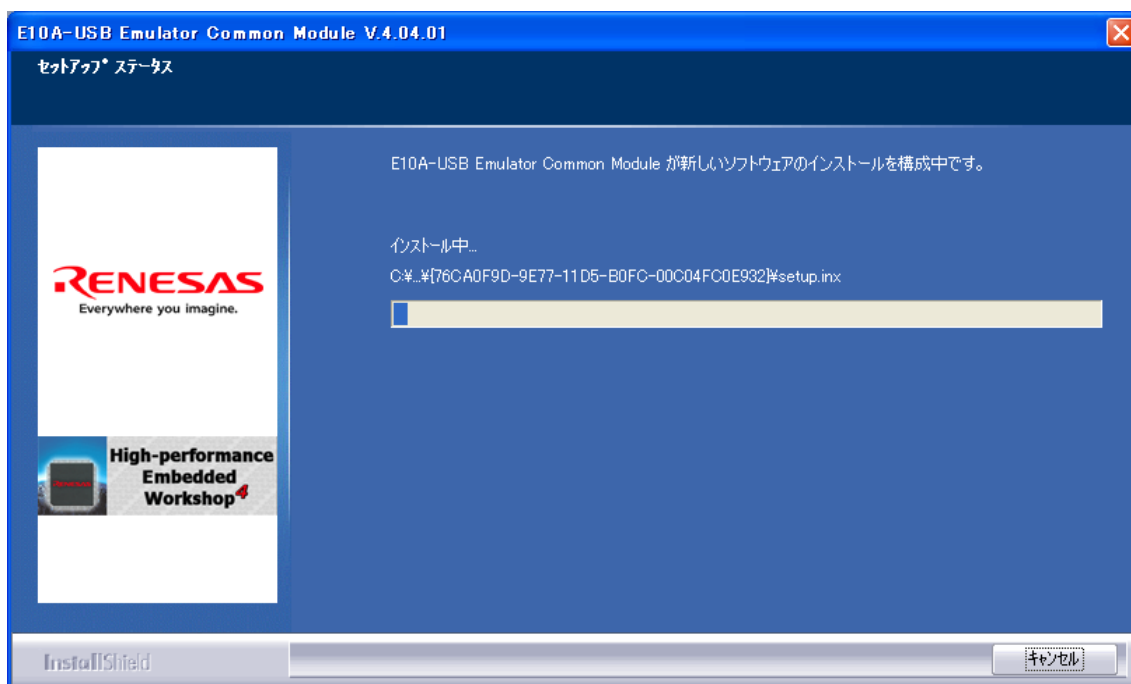 E10A-USB Emulator Common Module V.4.04.01
セットアップ ステータス
E10A-USB Emulator Common Module が新しいソフトウェアのインストールを構成中です。
インストール中...
C:¥...¥{76CA0F9D-9E77-11D5-B0FC-00C04FC0E932}¥setup.inx
RENESAS
Everywhere you imagine.
High-performance
Embedded
Workshop4
InstallShield
キャンセル